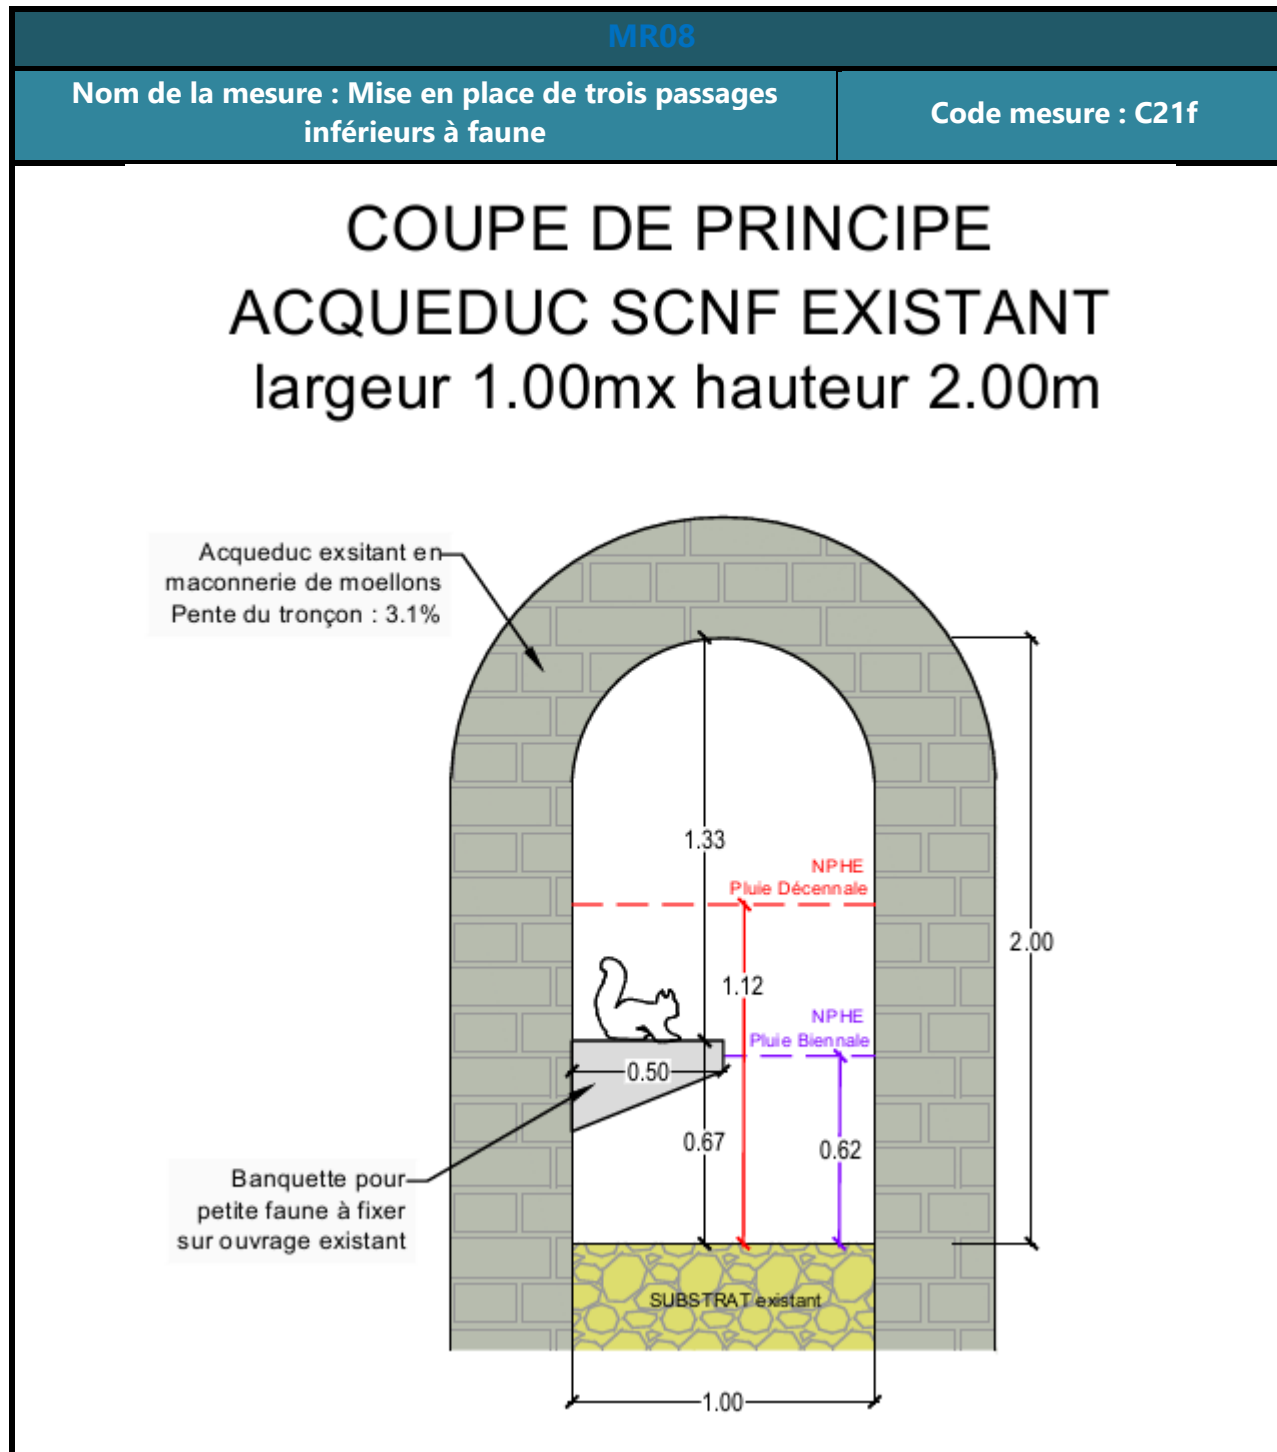 MR08
Nom de la mesure : Mise en place de trois passages
inférieurs à faune
Code mesure : C21f
COUPE DE PRINCIPE
ACQUEDUC SCNF EXISTANT
largeur 1.00mx hauteur 2.00m
Acqueduc exsitant en
maconnerie de moellons
Pente du tronçon : 3.1%
1.33
NPHE
Pluie Décennale
2.00
1.12
NPHE
Pluie Biennale
0.50
0.67
0.62
Banquette pour
petite faune à fixer
sur ouvrage existant
SUBSTRAT existant
1.00